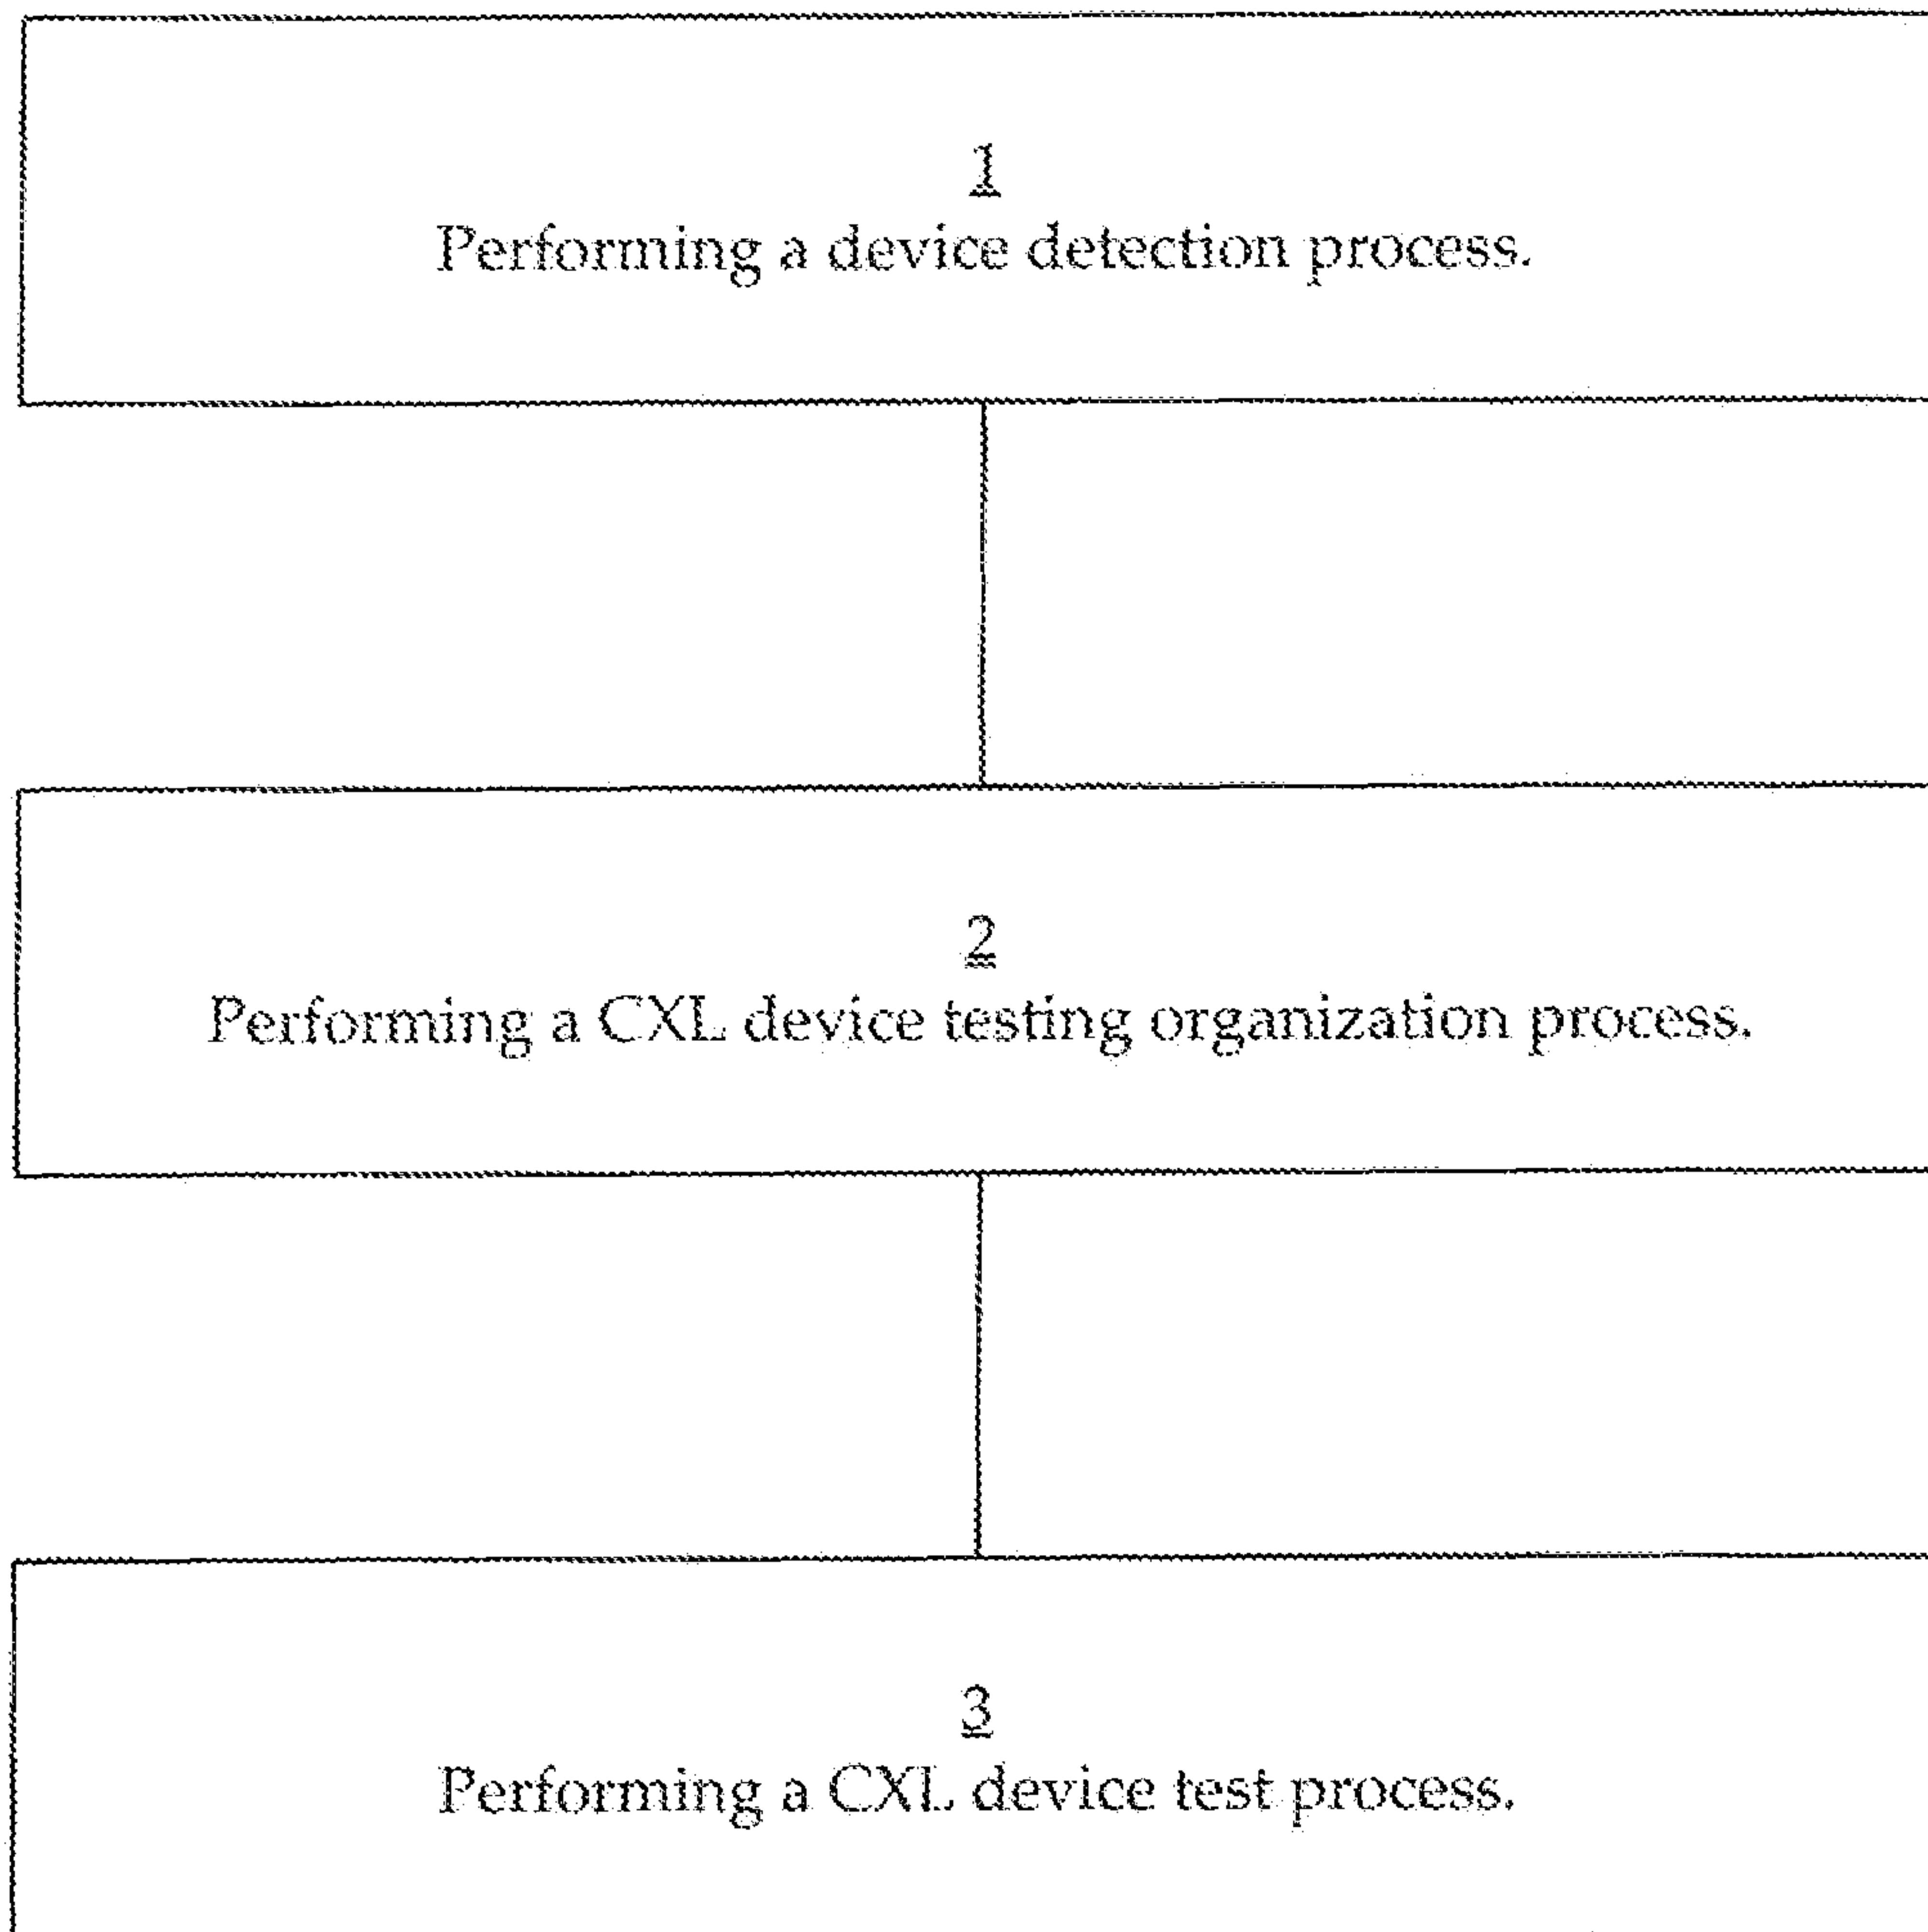 1
Performing a device detection process.
2
Performing a CXL device testing organization process.
3
Performing a CXL device test process.